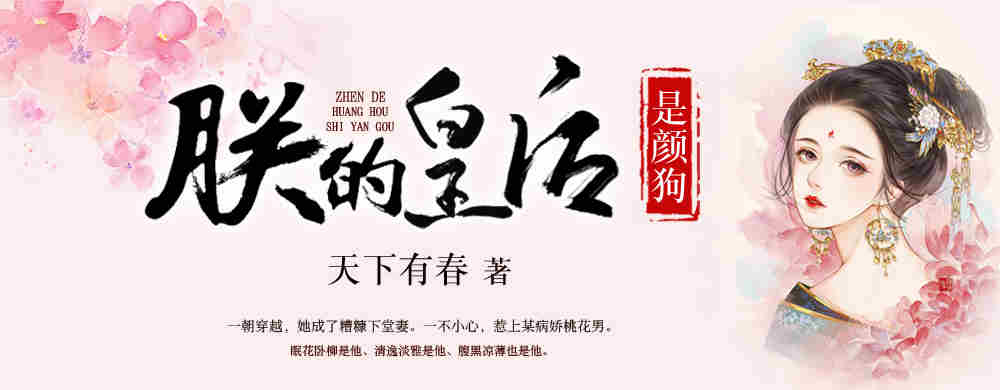 朕的皇后
ZHEN DE
HUANG HOU
SHI YAN GOU
是颜狗
天下有春 著
一朝穿越，她成了糟糠下堂妻。一不小心，惹上某病娇桃花男。
眠花卧柳是他、清逸淡雅是他、腹黑凉薄也是他。